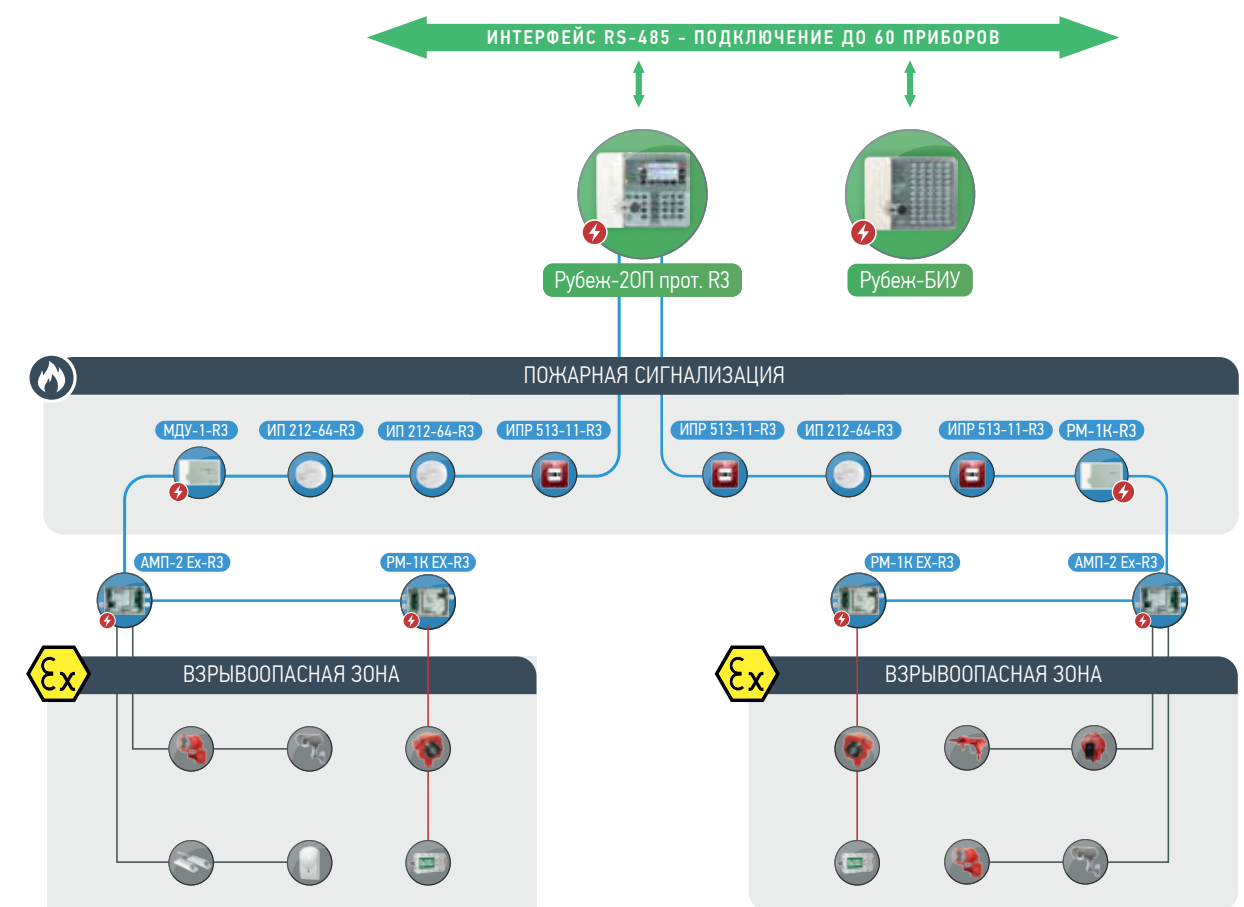 ИНТЕРФЕЙС RS-485 - ПОДКЛЮЧЕНИЕ ДО 60 ПРИБОРОВ
Рубеж-2ОП прот. R3
Рубеж-БИУ
ПОЖАРНАЯ СИГНАЛИЗАЦИЯ
МДУ-1-R3
ИП 212-64-R3
ИП 212-64-R3
ИПР 513-11-R3
ИПР 513-11-R3
ИП 212-64-R3
ИПР 513-11-R3
РМ-1К-R3
АМП-2 Ex-R3
РМ-1К EX-R3
РМ-1К EX-R3
АМП-2 Ex-R3
Ex
ВЗРЫВООПАСНАЯ ЗОНА
Ex
ВЗРЫВООПАСНАЯ ЗОНА